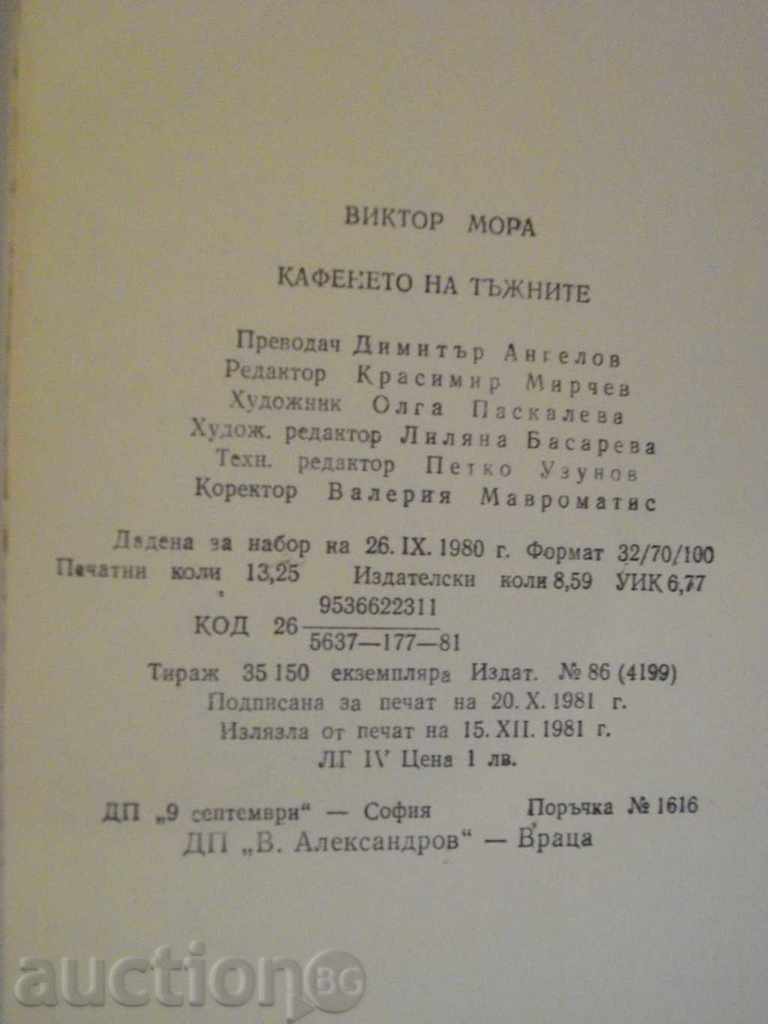 ВИКТОР МОРА
КАФЕНЕТО НА ТЪЖНИТЕ
Преводач Димитър Ангелов
Редактор Красимир Мирчев
Художник Олга Паскалева
Худож. редактор Лиляна Басарева
Техн. редактор Петко Узунов
Коректор Валерия Мавроматис
Дадена за набор на 26. IX. 1980 г. Формат 32/70/100
Печатни коли 13,25 Издателски коли 8,59 УИК 6,77
9536622311
КОД 26
5637—177—81
Тираж 35 150 екземпляра Издат. № 86 (4199)
Подписана за печат на 20. X. 1981 г.
Излязла от печат на 15. XII. 1981 г.
ЛГ IV Цена 1 лв.
ДП „9 септември“ — София Поръчка № 1616
ДП „В. Александров“ — Враца
auction BG